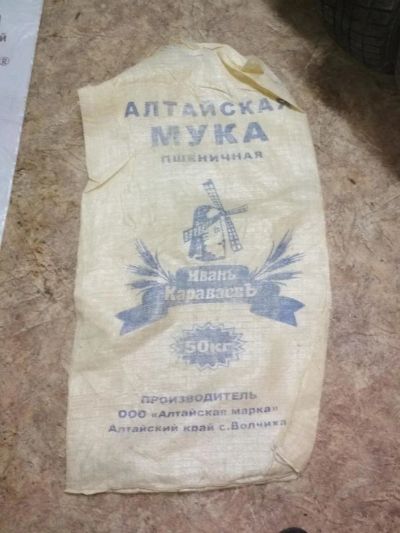 АЛТАЙСКАЯ
МУКА
ПШЕНИЧНАЯ
Иванъ
КараваевЪ
50кг
ПРОИЗВОДИТЕЛЬ
ООО «Алтайская марка»
Алтайский край с.Волчиха
й
®